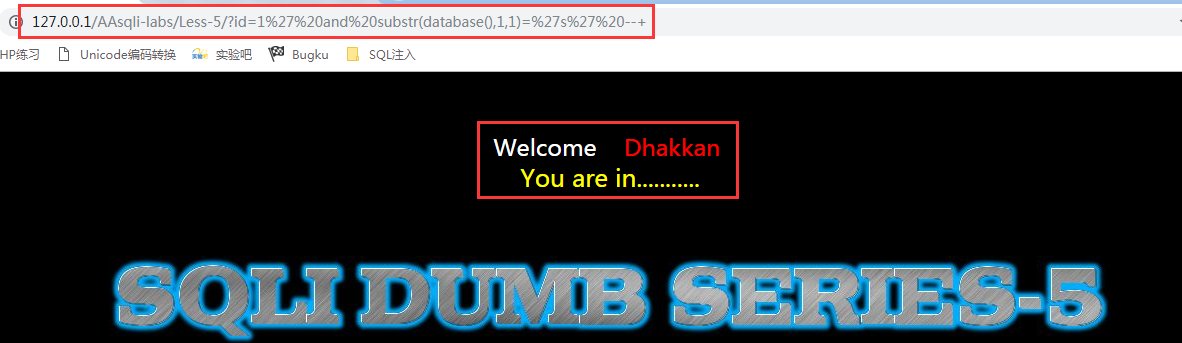 127.0.0.1/AAsqli-labs/Less-5/?id=1%27%20and%20substr(database(),1,1)=%27s%27%20--+
HP练习 Unicode编码转换 实验吧 Bugku SQL注入
Welcome Dhakkan
You are in...........
SQLI DUMB SERIES-5